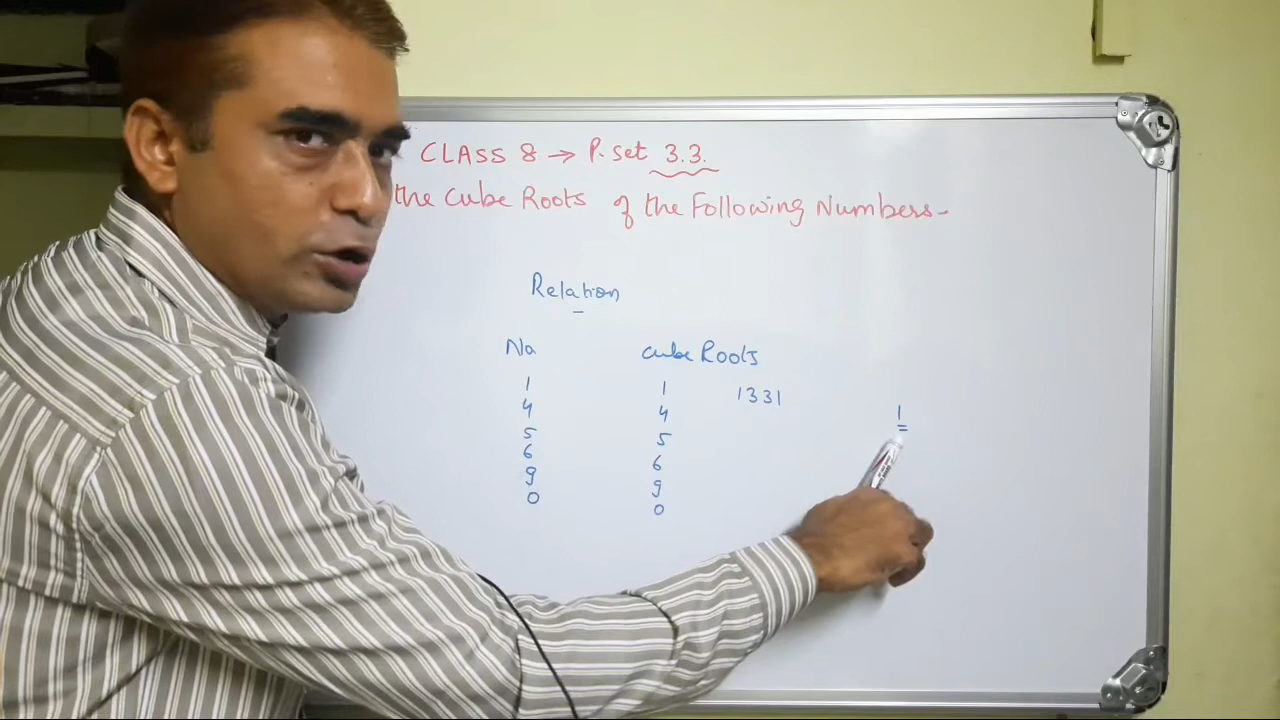 CLASS 8 → P. Set 3.3.
the Cube Roots of the Following Numbers-
Relation
No cube Roots
1 1 1331
4 4 1
5 5
6 6
9 9
0 0